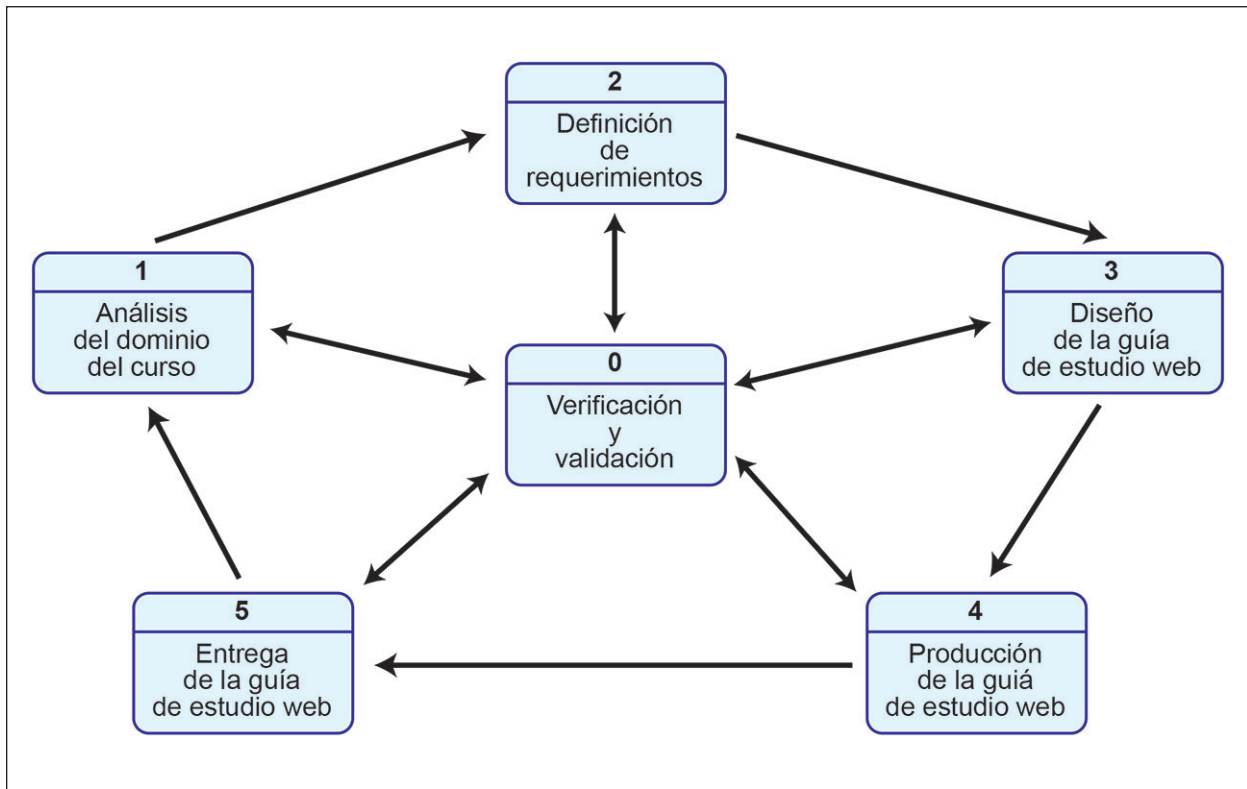 2
Definición
de
requerimientos
1
Análisis
del dominio
del curso
3
Diseño
de la guía
de estudio web
0
Verificación
y
validación
5
Entrega
de la guía
de estudio web
4
Producción
de la guiá
de estudio web